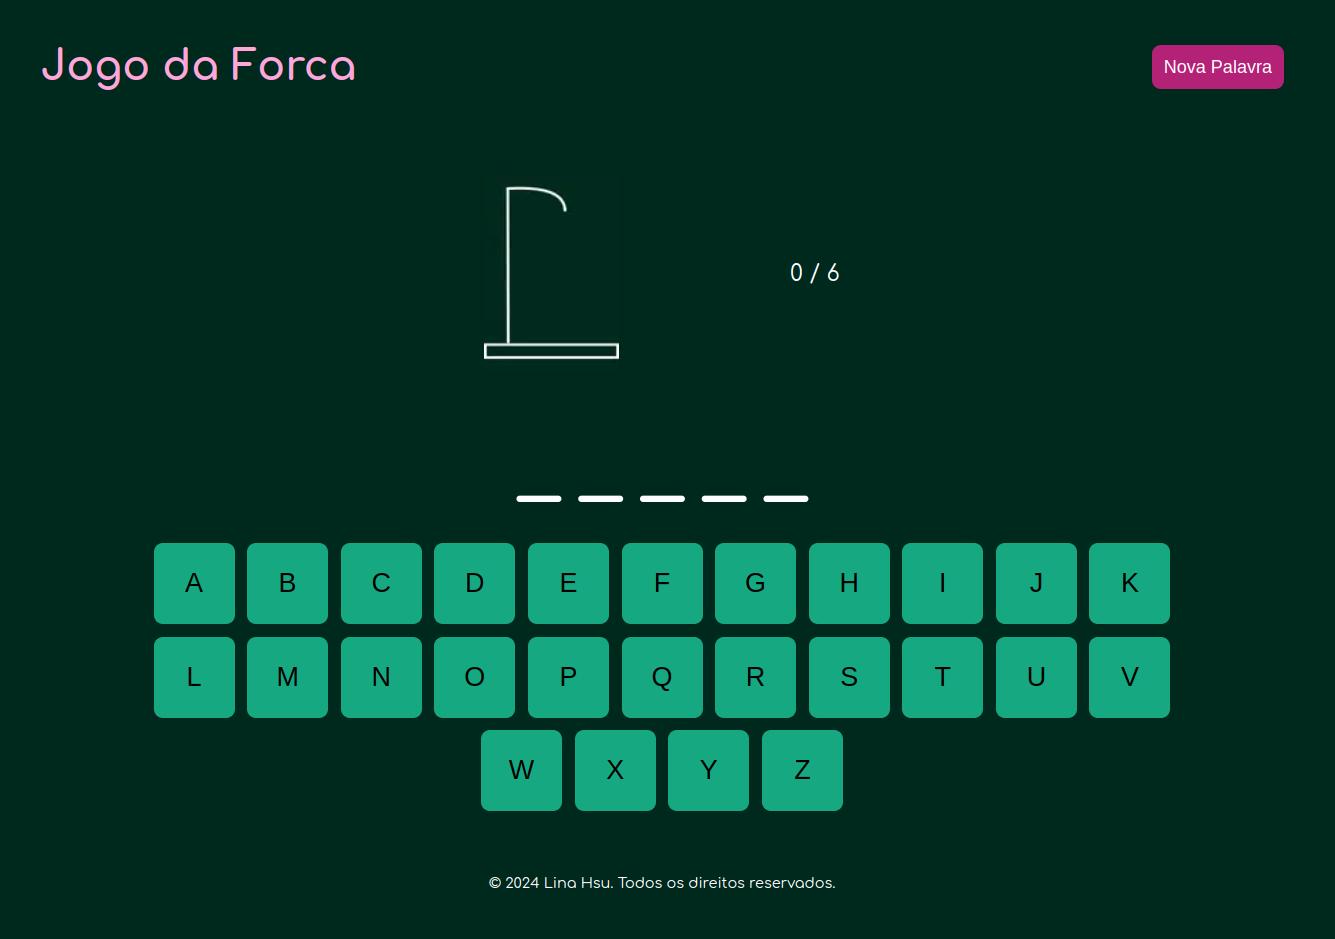 Jogo da Forca
Nova Palavra
0 / 6
A B C D E F G H I J K
L M N O P Q R S T U V
W X Y Z
© 2024 Lina Hsu. Todos os direitos reservados.